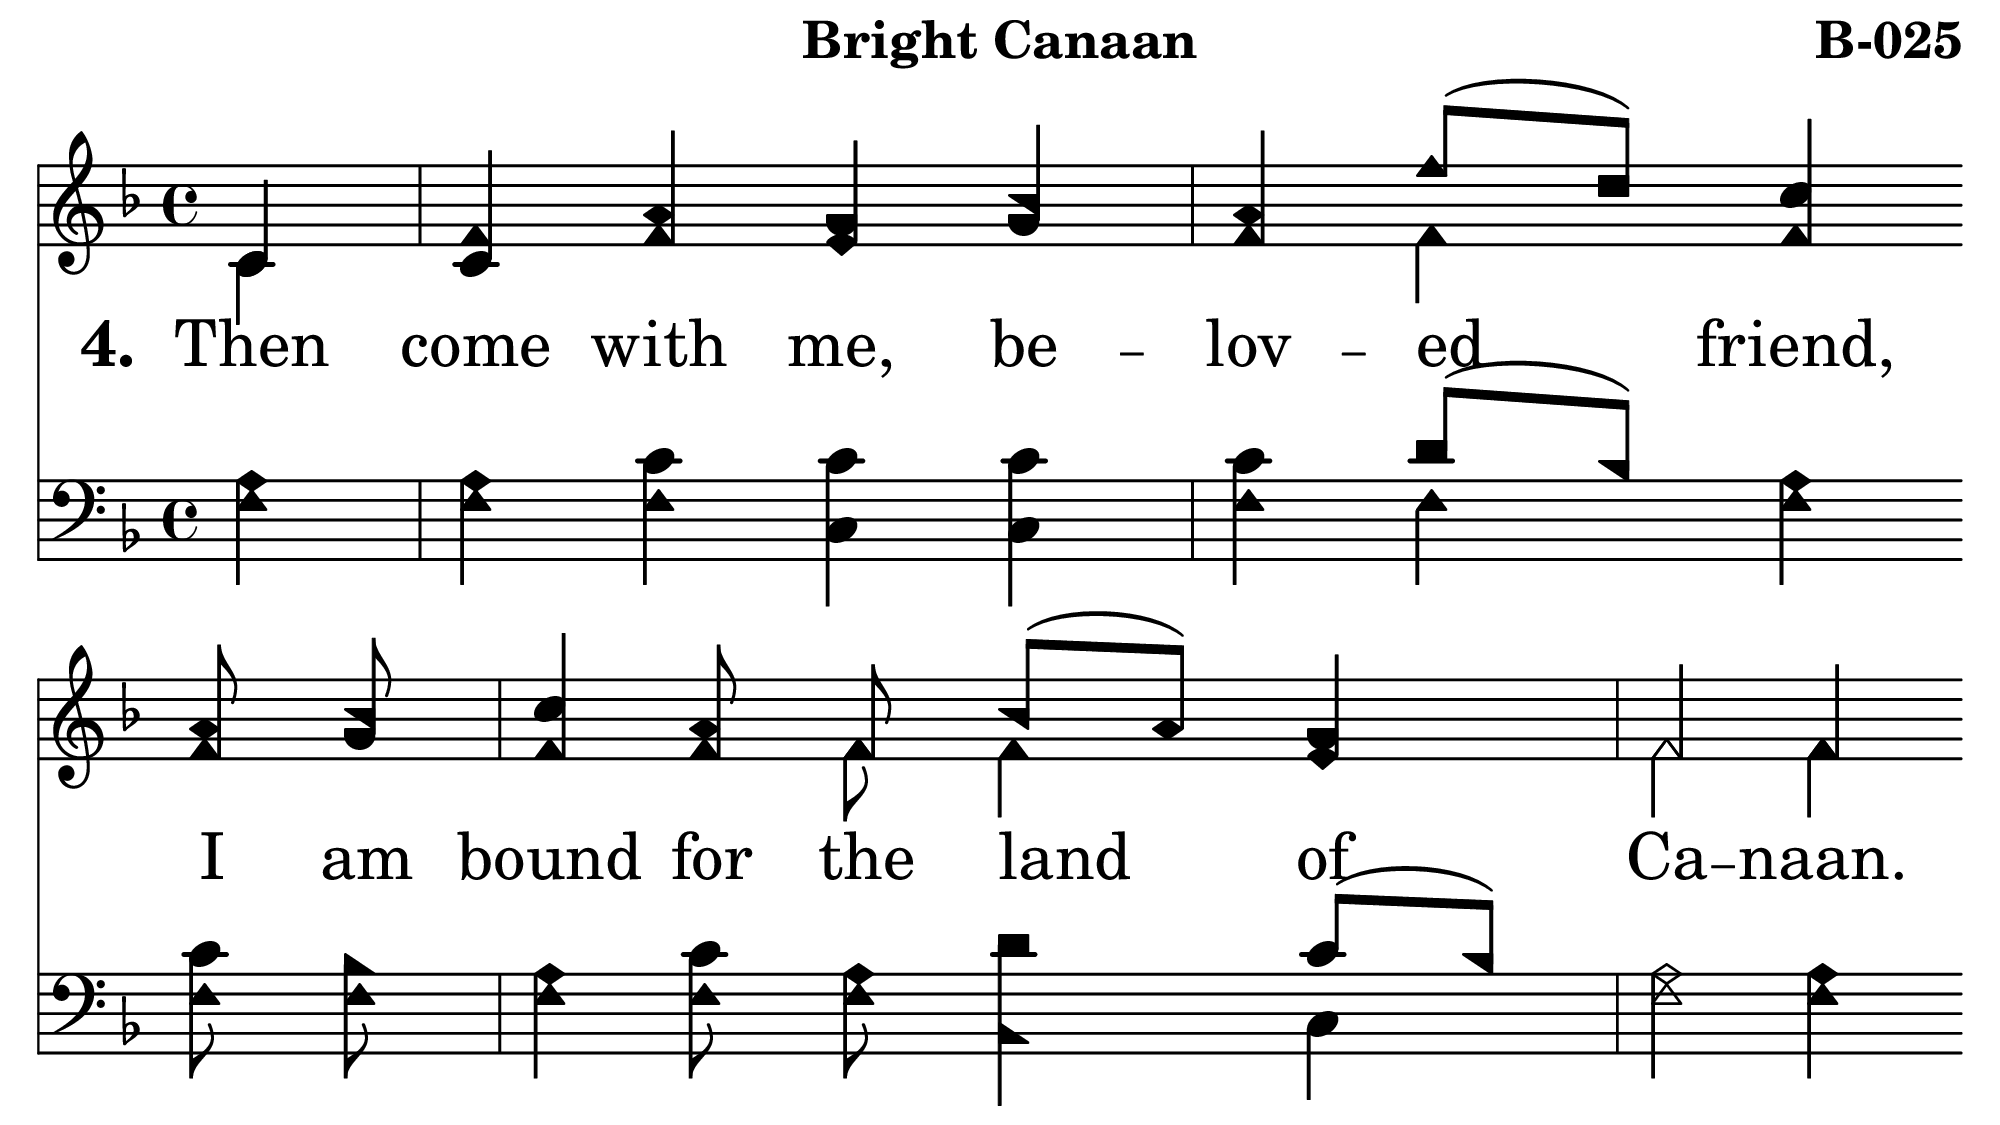 Bright Canaan B-025
4. Then come with me, be – lov – ed friend,
I am bound for the land of Ca–naan.